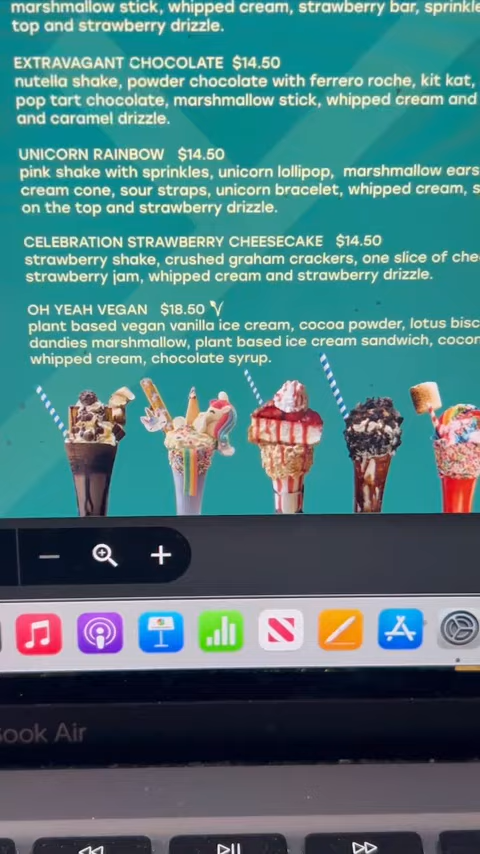 marshmallow stick, whipped cream, strawberry bar,
top and strawberry drizzle.
EXTRAVAGANT CHOCOLATE $14.50
nutella shake, powder chocolate with ferrero roche, kit kat,
pop tart chocolate, marshmallow stick, whipped cream and
and caramel drizzle.
UNICORN RAINBOW $14.50
pink shake with sprinkles, unicorn lollipop, marshmallow ears
cream cone, sour straps, unicorn bracelet, whipped cream, s
on the top and strawberry drizzle.
CELEBRATION STRAWBERRY CHEESECAKE $14.50
strawberry shake, crushed graham crackers, one slice of che
strawberry jam, whipped cream and strawberry drizzle.
OH YEAH VEGAN $18.50
plant based vegan vanilla ice cream, cocoa powder, lotus bisc
dandies marshmallow, plant based ice cream sandwich, cocon
whipped cream, chocolate syrup.
Book Air